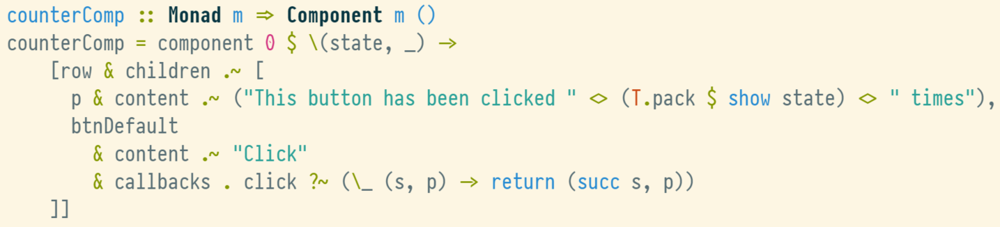 counterComp :: Monad m ⇒ Component m ()
counterComp = component 0 $ \(state, _) →
    [row & children .~ [
      p & content .~ ("This button has been clicked " <> (T.pack $ show state) <> " times"),
      btnDefault
        & content .~ "Click"
        & callbacks . click ?~ (\_ (s, p) → return (succ s, p))
    ]]